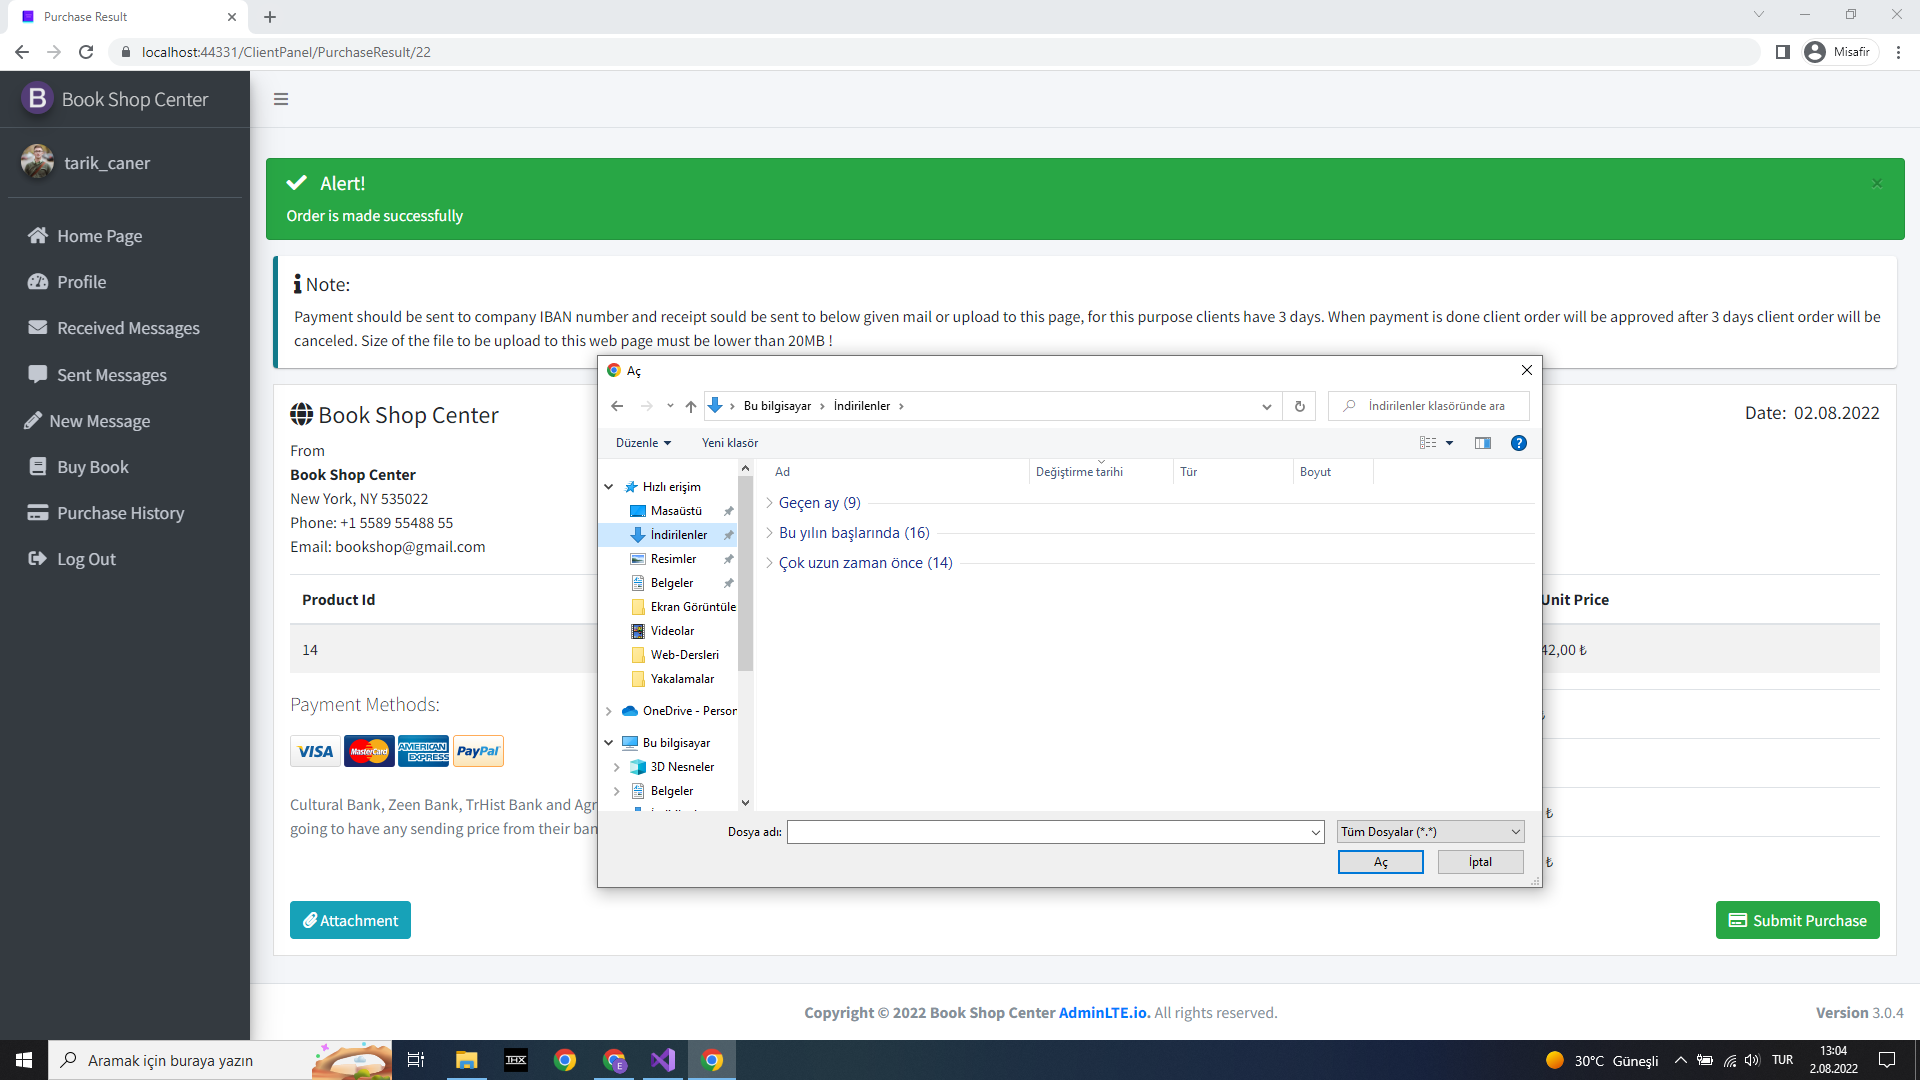 Purchase Result
localhost:44331/ClientPanel/PurchaseResult/22
Misafir
B Book Shop Center
tarik_caner
Home Page
Profile
Received Messages
Sent Messages
New Message
Buy Book
Purchase History
Log Out
Alert!
Order is made successfully
Note:
Payment should be sent to company IBAN number and receipt sould be sent to below given mail or upload to this page, for this purpose clients have 3 days. When payment is done client order will be approved after 3 days client order will be
canceled. Size of the file to be upload to this web page must be lower than 20MB !
Book Shop Center
Date: 02.08.2022
From
Book Shop Center
New York, NY 535022
Phone: +1 5589 55488 55
Email: bookshop@gmail.com
Product Id
Unit Price
14
42,00 ₺
₺
₺
₺
Payment Methods:
VISA MasterCard AMERICAN EXPRESS PayPal
Cultural Bank, Zeen Bank, TrHist Bank and Agr
going to have any sending price from their ban
Attachment
Submit Purchase
Aç
Bu bilgisayar
İndirilenler
İndirilenler klasöründe ara
Düzenle
Yeni klasör
Ad
Değiştirme tarihi
Tür
Boyut
Geçen ay (9)
Bu yılın başlarında (16)
Çok uzun zaman önce (14)
Hızlı erişim
Masaüstü
İndirilenler
Resimler
Belgeler
Ekran Görüntüle
Videolar
Web-Dersleri
Yakalamalar
OneDrive - Person
Bu bilgisayar
3D Nesneler
Belgeler
Dosya adı:
Tüm Dosyalar (*.*)
Aç
İptal
Copyright © 2022 Book Shop Center AdminLTE.io. All rights reserved.
Version 3.0.4
Aramak için buraya yazın
THX
E
30°C Güneşli
TUR
13:04
2.08.2022